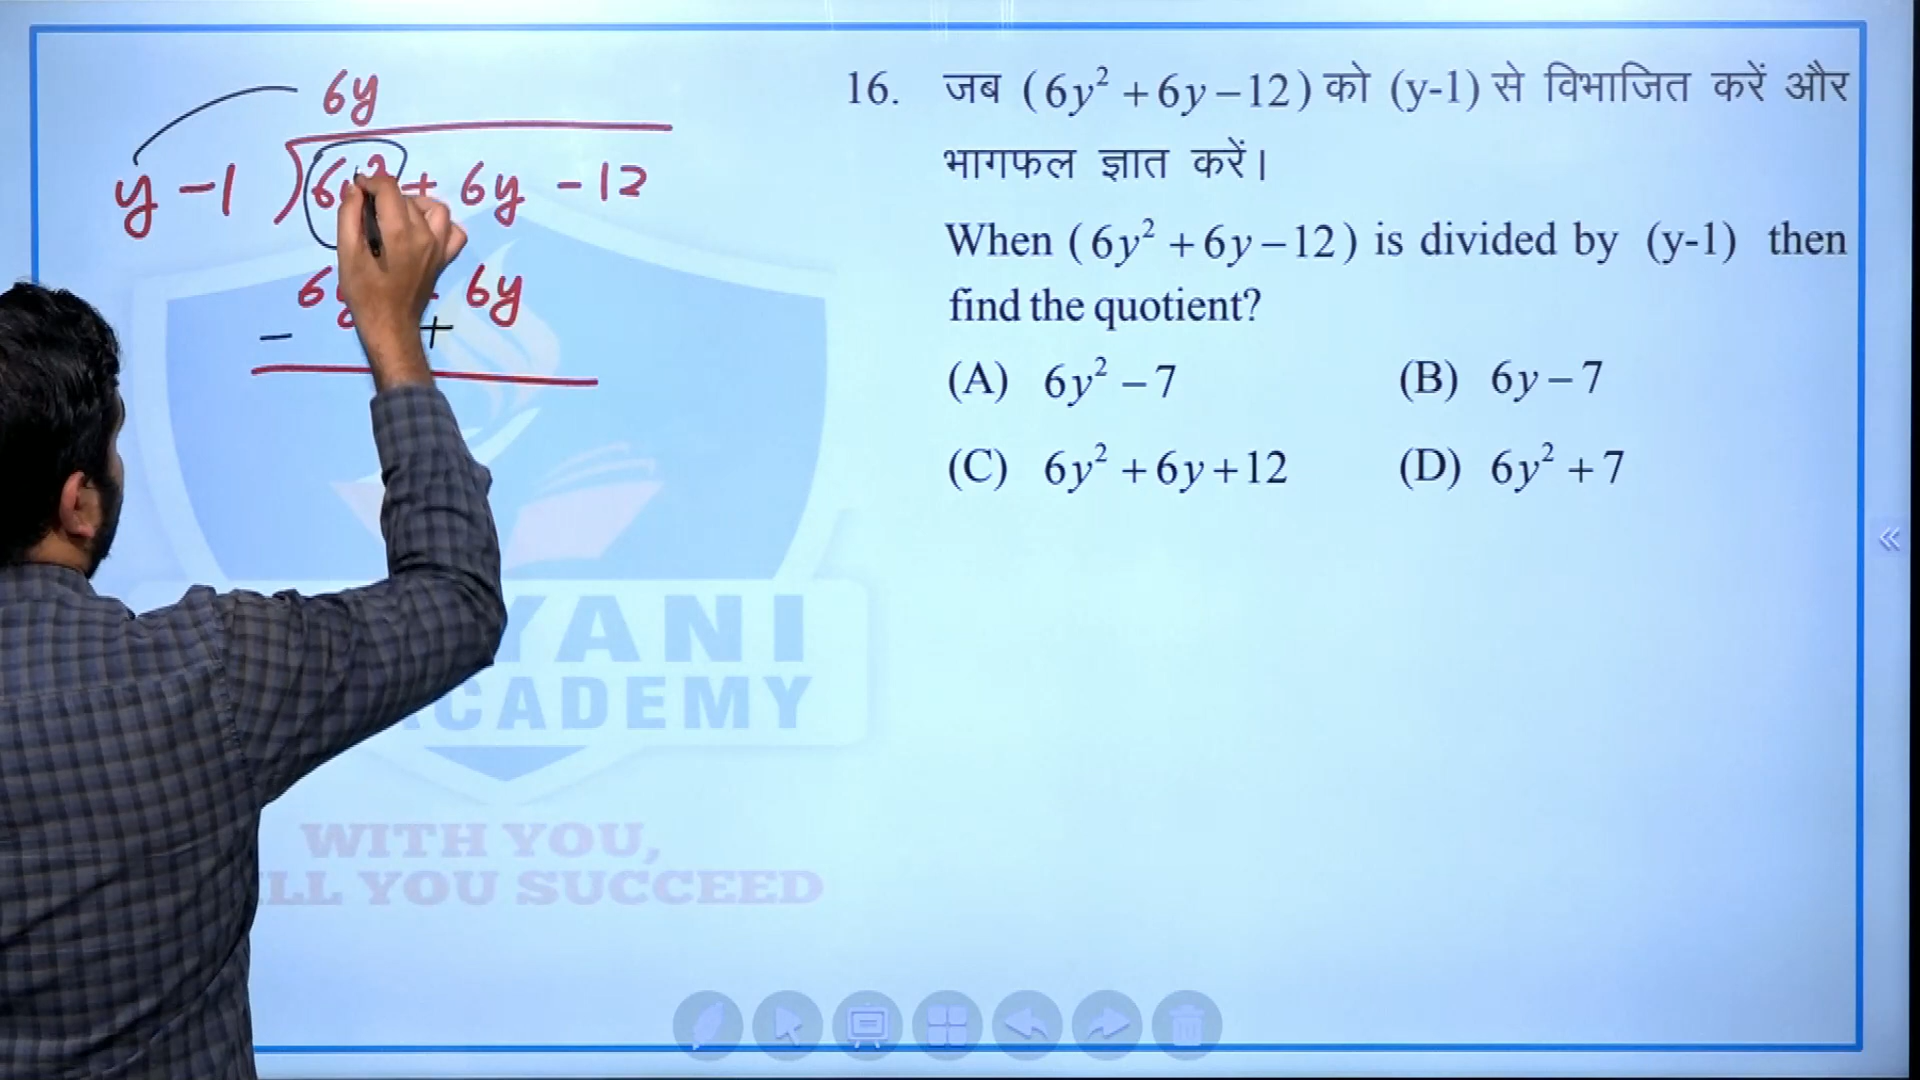 6y
y - 1 ) 6y² + 6y - 12
6y
- +
16. जब (6y² + 6y − 12) को (y-1) से विभाजित करें और
भागफल ज्ञात करें।
When (6y² + 6y − 12) is divided by (y-1) then
find the quotient?
(A) 6y² − 7 (B) 6y − 7
(C) 6y² + 6y + 12 (D) 6y² + 7
YANI
ACADEMY
WITH YOU,
YOU SUCCEED